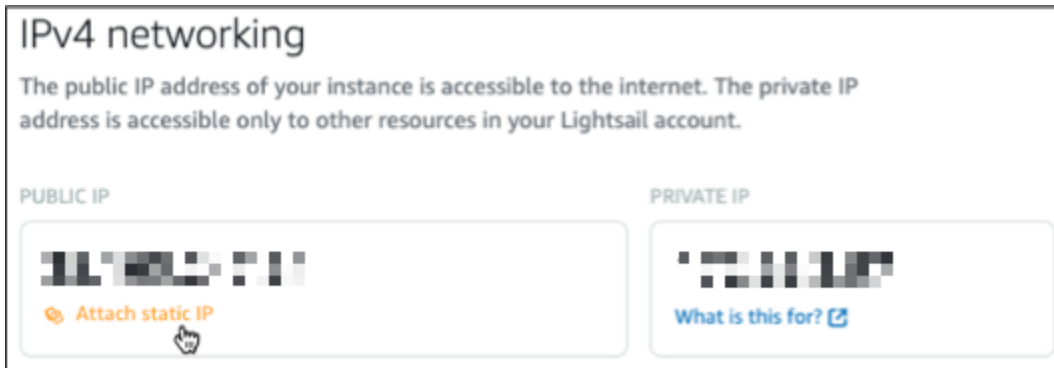 IPv4 networking
The public IP address of your instance is accessible to the internet. The private IP
address is accessible only to other resources in your Lightsail account.
PUBLIC IP
PRIVATE IP
Attach static IP
What is this for?